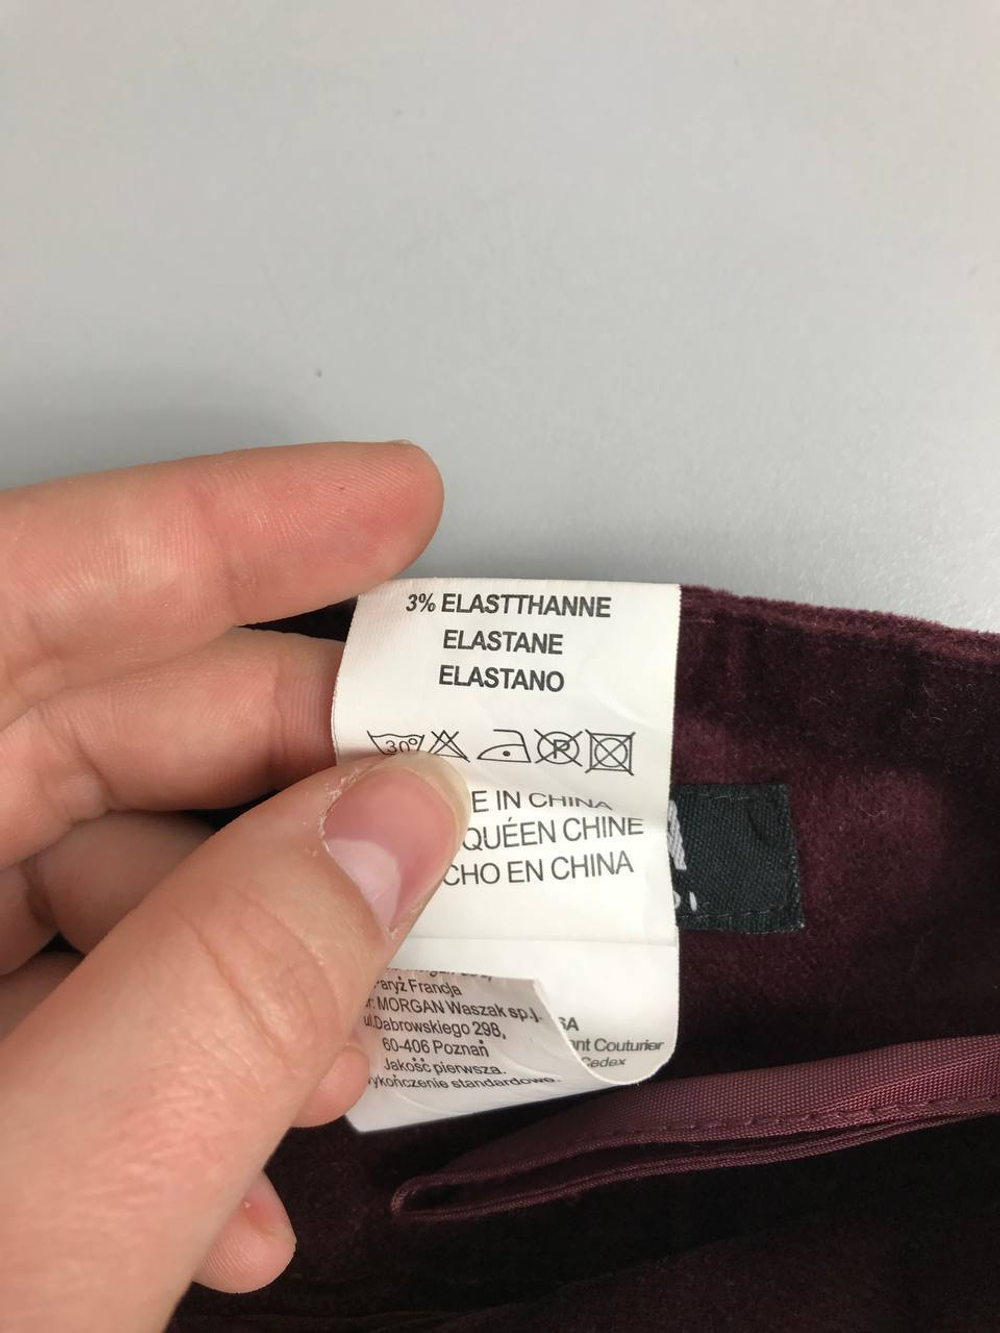 3% ELASTTHANNE
ELASTANE
ELASTANO
30° P
E IN CHINA
QUÉEN CHINE
CHO EN CHINA
aryż Francja
r: MORGAN Waszak sp.j.
ul.Dabrowskiego 298,
60-406 Poznań
Jakość pierwsza.
ykończenie standardowe.
SA
ant Couturier
Cedex